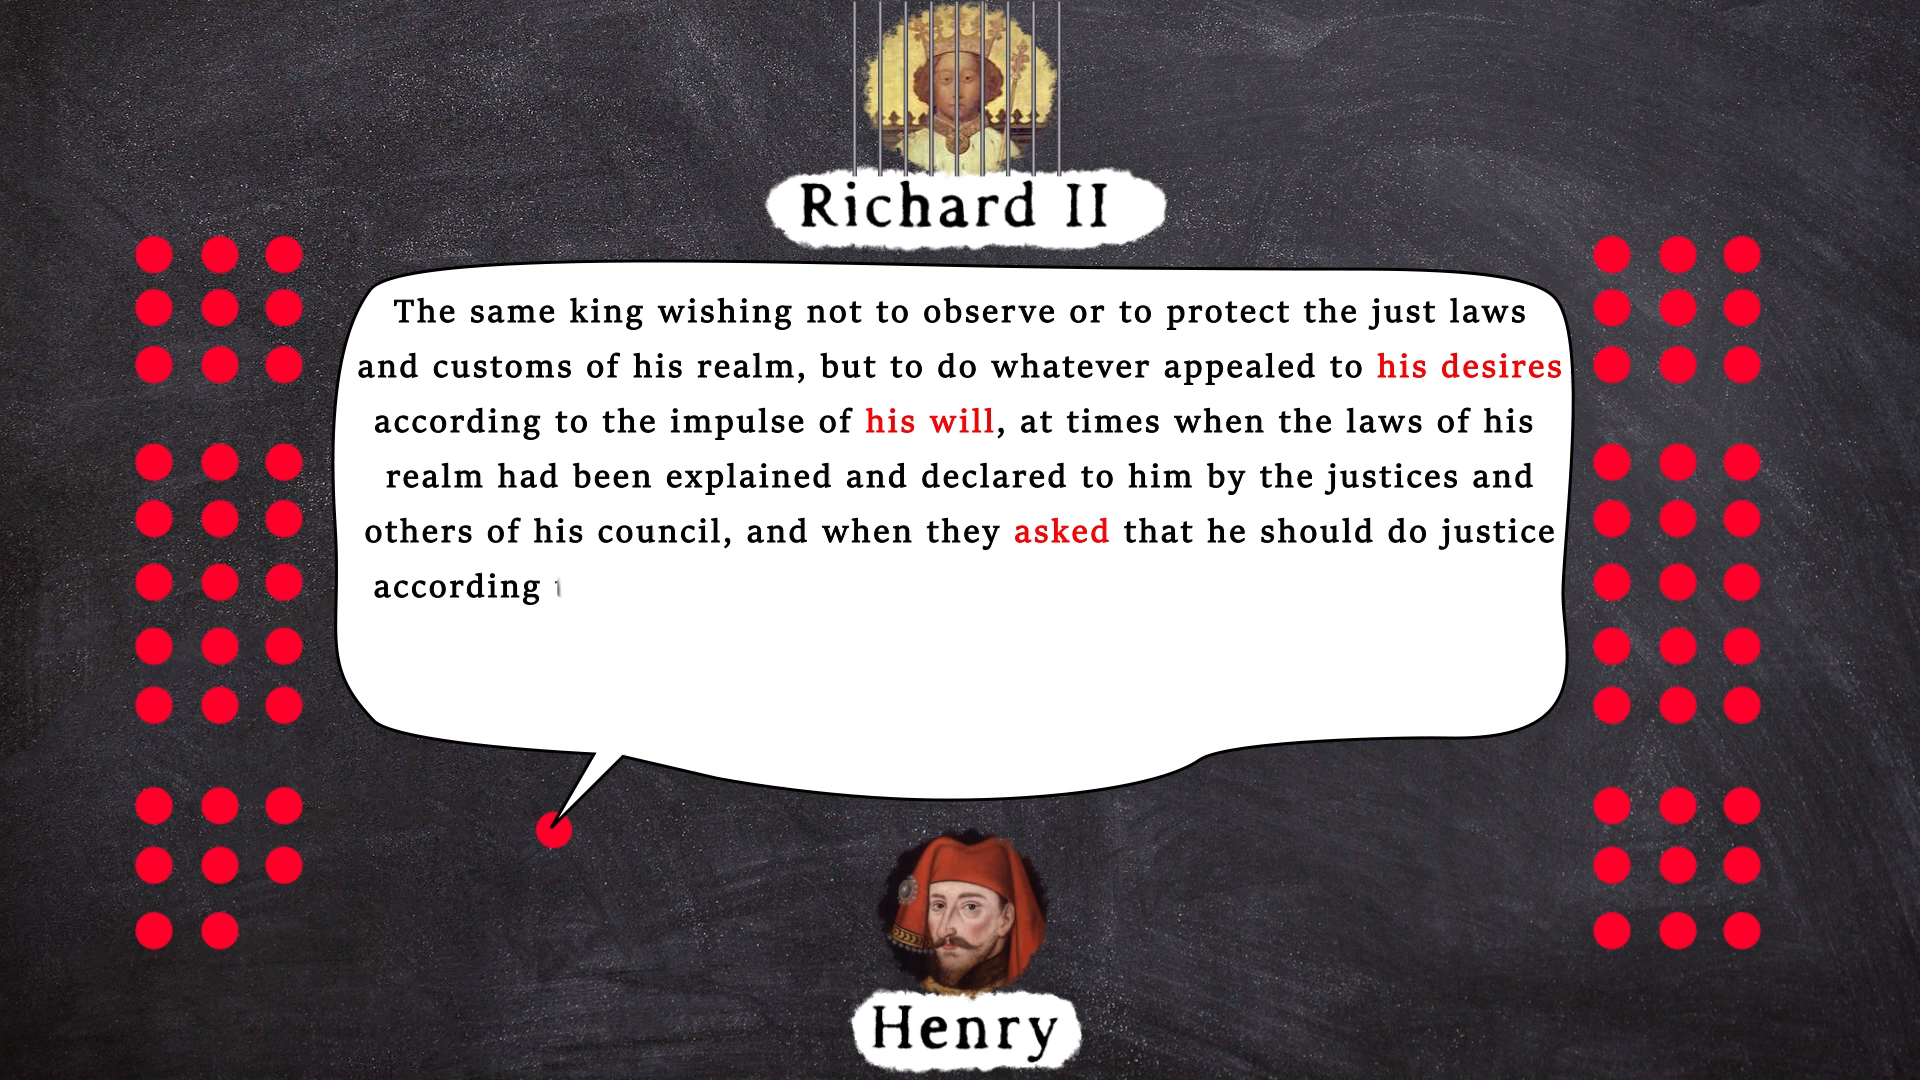 Richard II
The same king wishing not to observe or to protect the just laws
and customs of his realm, but to do whatever appealed to his desires
according to the impulse of his will, at times when the laws of his
realm had been explained and declared to him by the justices and
others of his council, and when they asked that he should do justice
according
Henry